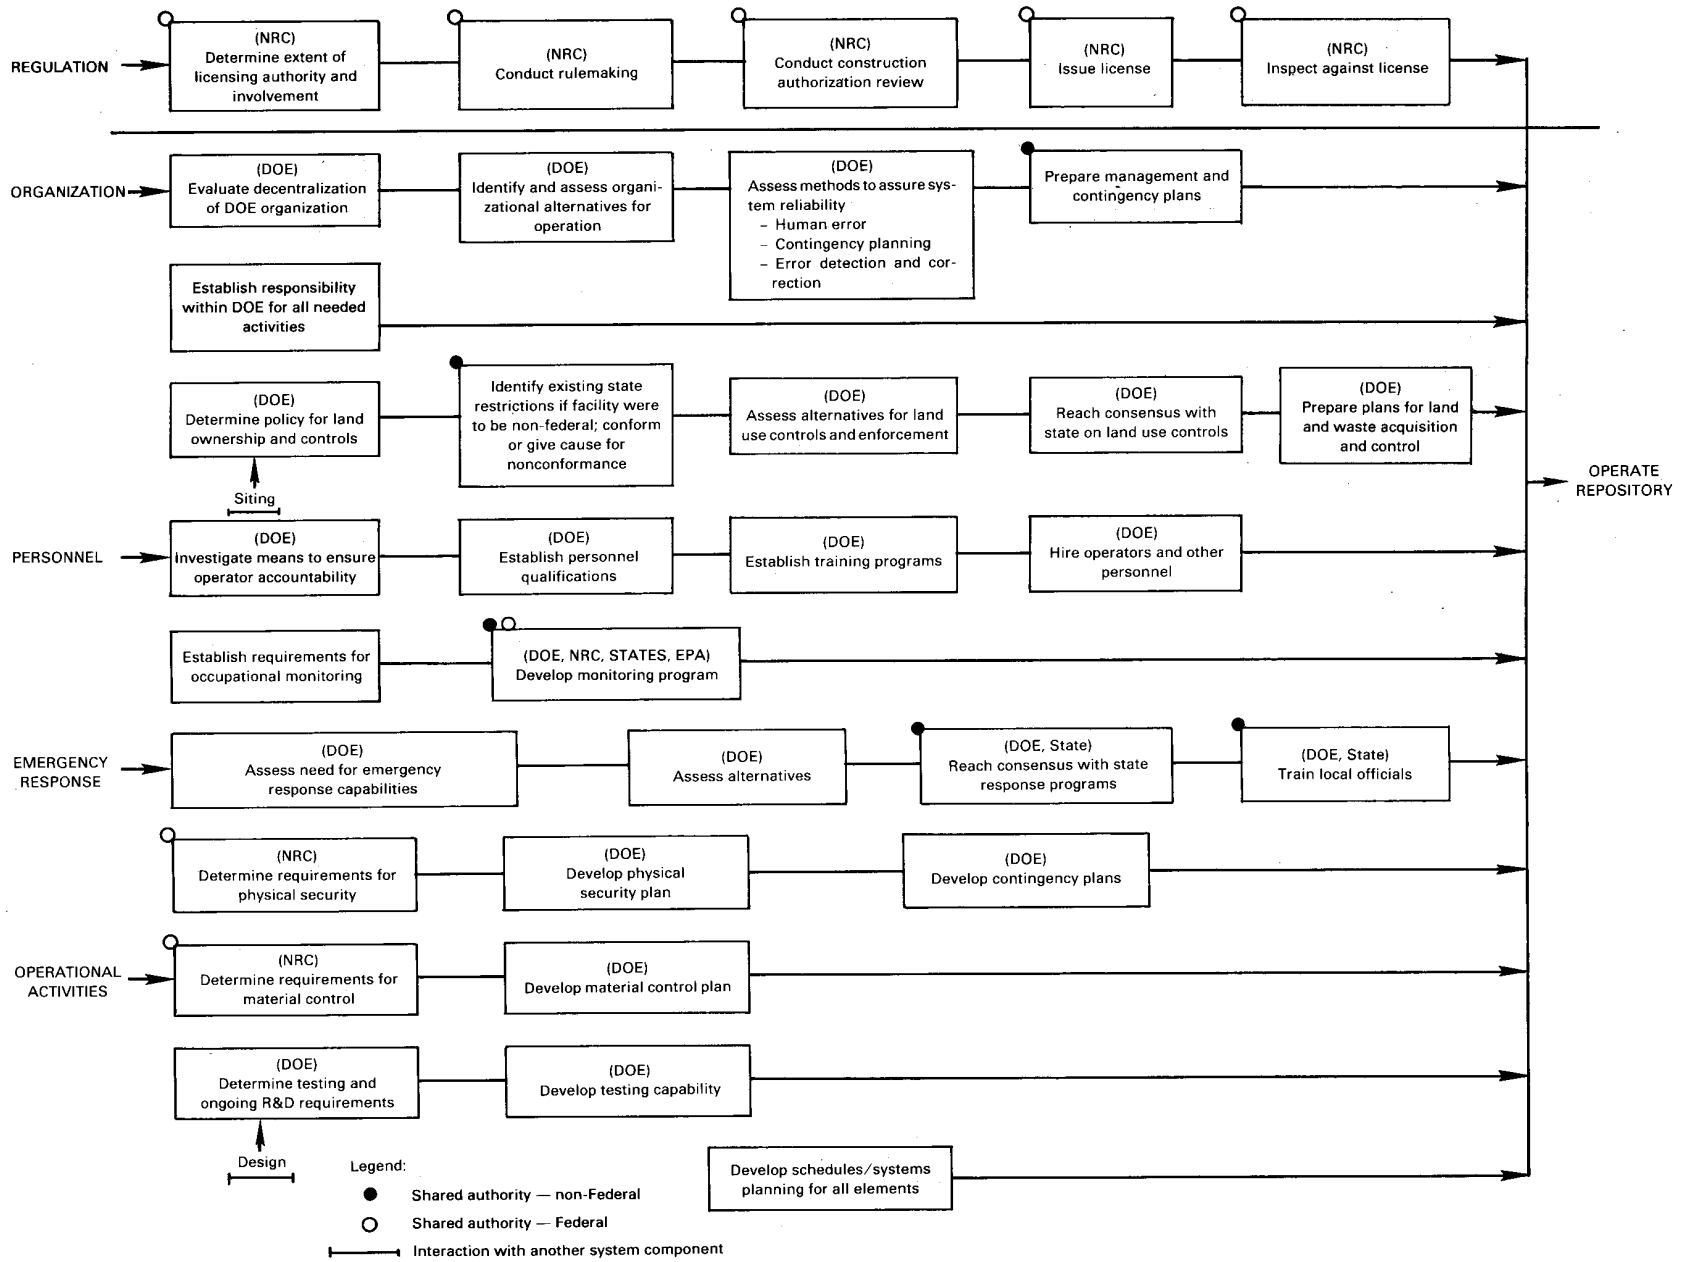 REGULATION
(NRC)
Determine extent of
licensing authority and
involvement
(NRC)
Conduct rulemaking
(NRC)
Conduct construction
authorization review
(NRC)
Issue license
(NRC)
Inspect against license
ORGANIZATION
(DOE)
Evaluate decentralization
of DOE organization
(DOE)
Identify and assess organi-
zational alternatives for
operation
(DOE)
Assess methods to assure sys-
tem reliability
– Human error
– Contingency planning
– Error detection and cor-
rection
Prepare management and
contingency plans
Establish responsibility
within DOE for all needed
activities
(DOE)
Determine policy for land
ownership and controls
Siting
Identify existing state
restrictions if facility were
to be non-federal; conform
or give cause for
nonconformance
(DOE)
Assess alternatives for land
use controls and enforcement
(DOE)
Reach consensus with
state on land use controls
(DOE)
Prepare plans for land
and waste acquisition
and control
OPERATE
REPOSITORY
PERSONNEL
(DOE)
Investigate means to ensure
operator accountability
(DOE)
Establish personnel
qualifications
(DOE)
Establish training programs
(DOE)
Hire operators and other
personnel
Establish requirements for
occupational monitoring
(DOE, NRC, STATES, EPA)
Develop monitoring program
EMERGENCY
RESPONSE
(DOE)
Assess need for emergency
response capabilities
(DOE)
Assess alternatives
(DOE, State)
Reach consensus with state
response programs
(DOE, State)
Train local officials
(NRC)
Determine requirements for
physical security
(DOE)
Develop physical
security plan
(DOE)
Develop contingency plans
OPERATIONAL
ACTIVITIES
(NRC)
Determine requirements for
material control
(DOE)
Develop material control plan
(DOE)
Determine testing and
ongoing R&D requirements
Design
(DOE)
Develop testing capability
Develop schedules/systems
planning for all elements
Legend:
Shared authority — non-Federal
Shared authority — Federal
Interaction with another system component